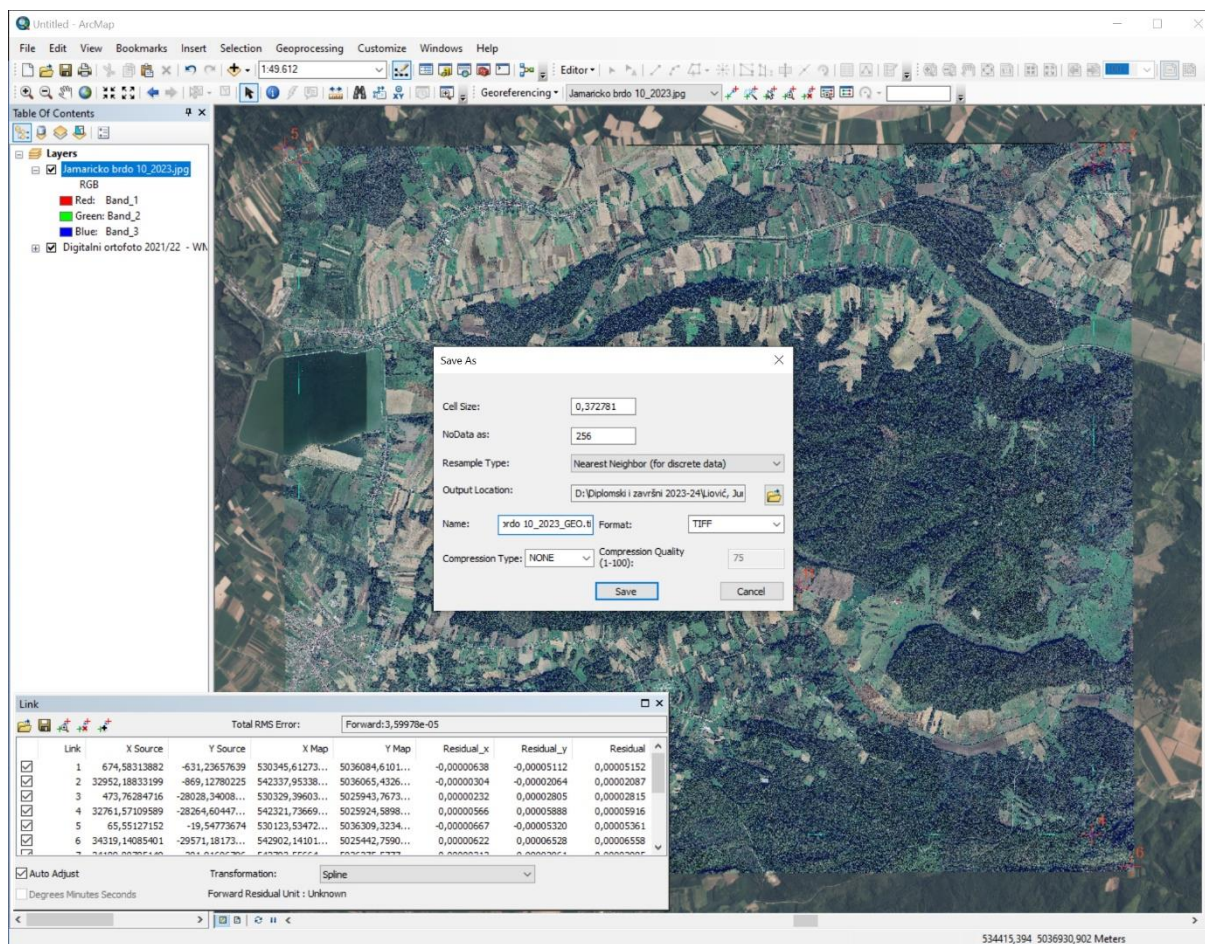 Untitled - ArcMap
File Edit View Bookmarks Insert Selection Geoprocessing Customize Windows Help
1:49.612 Editor
Georeferencing Jamaricko brdo 10_2023.jpg
Table Of Contents
Layers
Jamaricko brdo 10_2023.jpg
RGB
Red: Band_1
Green: Band_2
Blue: Band_3
Digitalni ortofoto 2021/22 - WM
5
Save As
Cell Size: 0,372781
NoData as: 256
Resample Type: Nearest Neighbor (for discrete data)
Output Location: D:\Diplomski i završni 2023-24\Liović, Jur
Name: brdo 10_2023_GEO.ti Format: TIFF
Compression Type: NONE Compression Quality (1-100): 75
Save Cancel
4
6
Link
Total RMS Error: Forward:3,59978e-05
Link X Source Y Source X Map Y Map Residual_x Residual_y Residual
1 674,58313882 -631,23657639 530345,61273... 5036084,6101... -0,00000638 -0,00005112 0,00005152
2 32952,18833199 -869,12780225 542337,95338... 5036065,4326... -0,00000304 -0,00002064 0,00002087
3 473,76284716 -28028,34008... 530329,39603... 5025943,7673... 0,00000232 0,00002805 0,00002815
4 32761,57109589 -28264,60447... 542321,73669... 5025924,5898... 0,00000566 0,00005888 0,00005916
5 65,55127152 -19,54773674 530123,53472... 5036309,3234... -0,00000667 -0,00005320 0,00005361
6 34319,14085401 -29571,18173... 542902,14101... 5025442,7590... 0,00000622 0,00006528 0,00006558
Auto Adjust Transformation: Spline
Degrees Minutes Seconds Forward Residual Unit : Unknown
534415,394 5036930,902 Meters